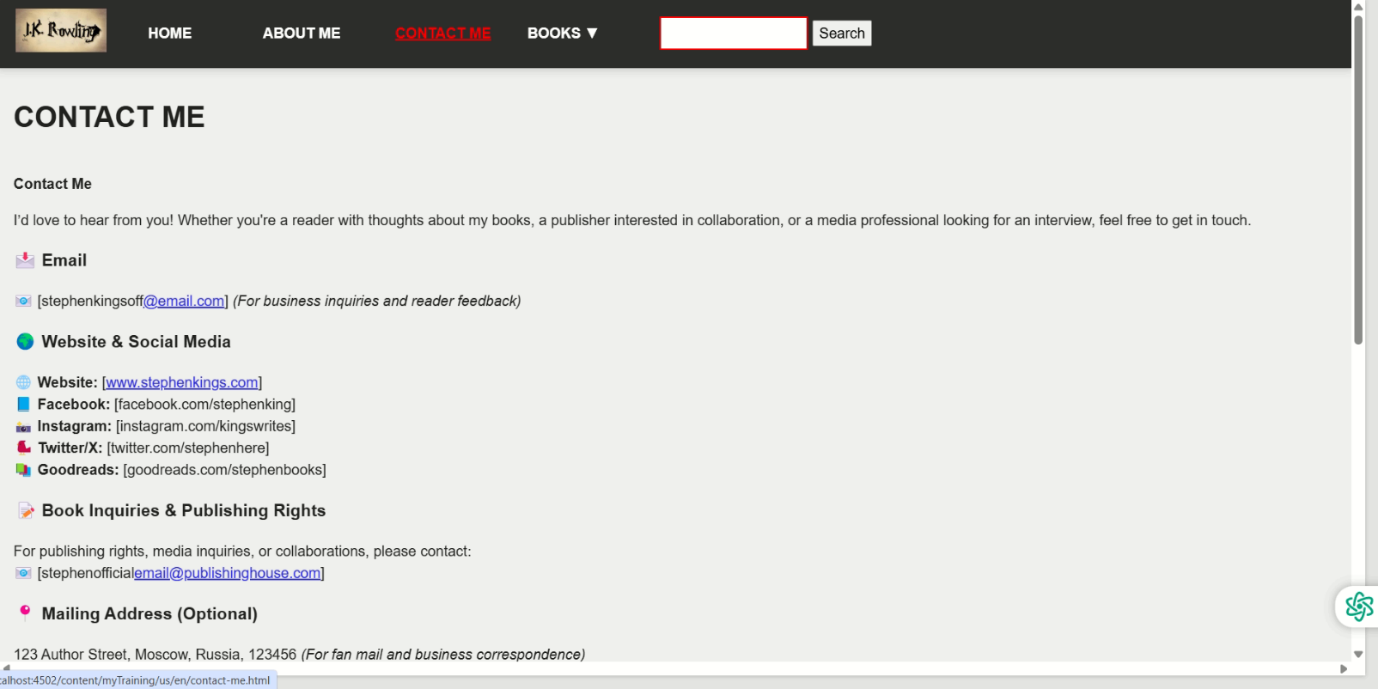 J.K. Rowling HOME ABOUT ME CONTACT ME BOOKS ▼ Search
CONTACT ME
Contact Me
I'd love to hear from you! Whether you're a reader with thoughts about my books, a publisher interested in collaboration, or a media professional looking for an interview, feel free to get in touch.
Email
[stephenkingsoff@email.com] (For business inquiries and reader feedback)
Website & Social Media
Website: [www.stephenkings.com]
Facebook: [facebook.com/stephenking]
Instagram: [instagram.com/kingswrites]
Twitter/X: [twitter.com/stephenhere]
Goodreads: [goodreads.com/stephenbooks]
Book Inquiries & Publishing Rights
For publishing rights, media inquiries, or collaborations, please contact:
[stephenofficialemail@publishinghouse.com]
Mailing Address (Optional)
123 Author Street, Moscow, Russia, 123456 (For fan mail and business correspondence)
calhost:4502/content/myTraining/us/en/contact-me.html